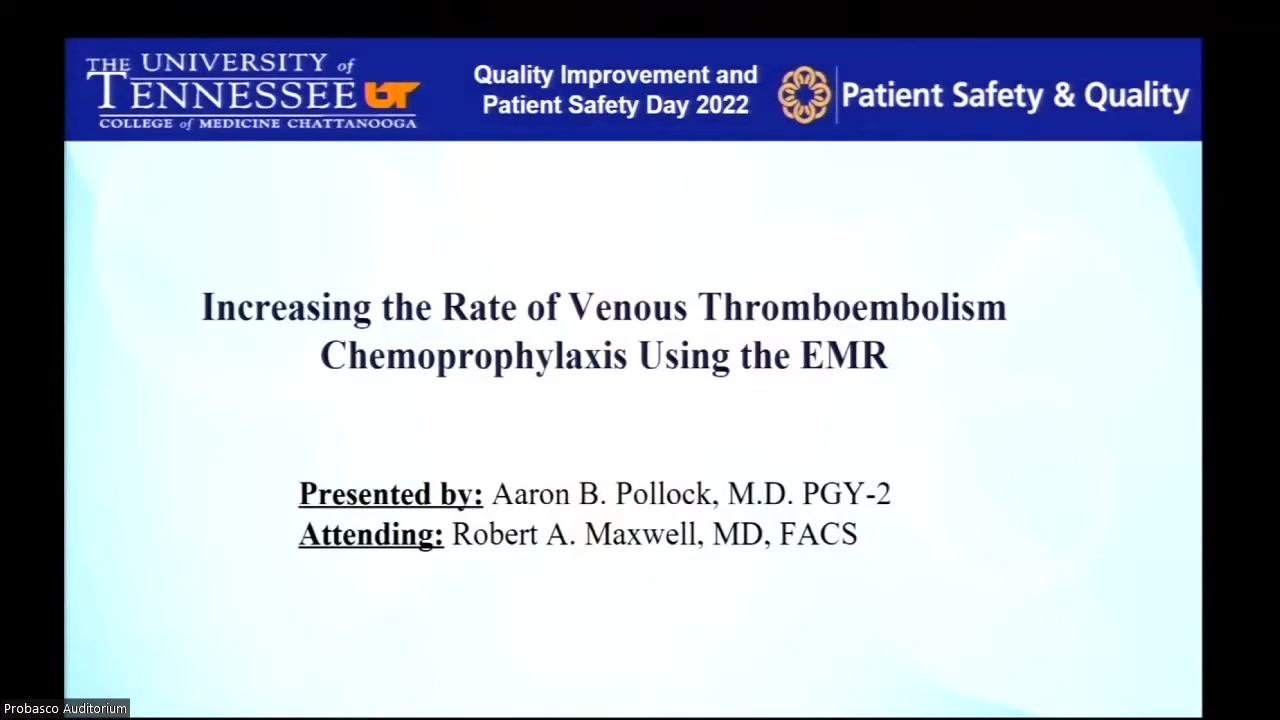 THE UNIVERSITY of
TENNESSEE UT
COLLEGE of MEDICINE CHATTANOOGA
Quality Improvement and
Patient Safety Day 2022
Patient Safety & Quality
Increasing the Rate of Venous Thromboembolism
Chemoprophylaxis Using the EMR
Presented by: Aaron B. Pollock, M.D. PGY-2
Attending: Robert A. Maxwell, MD, FACS
Probasco Auditorium